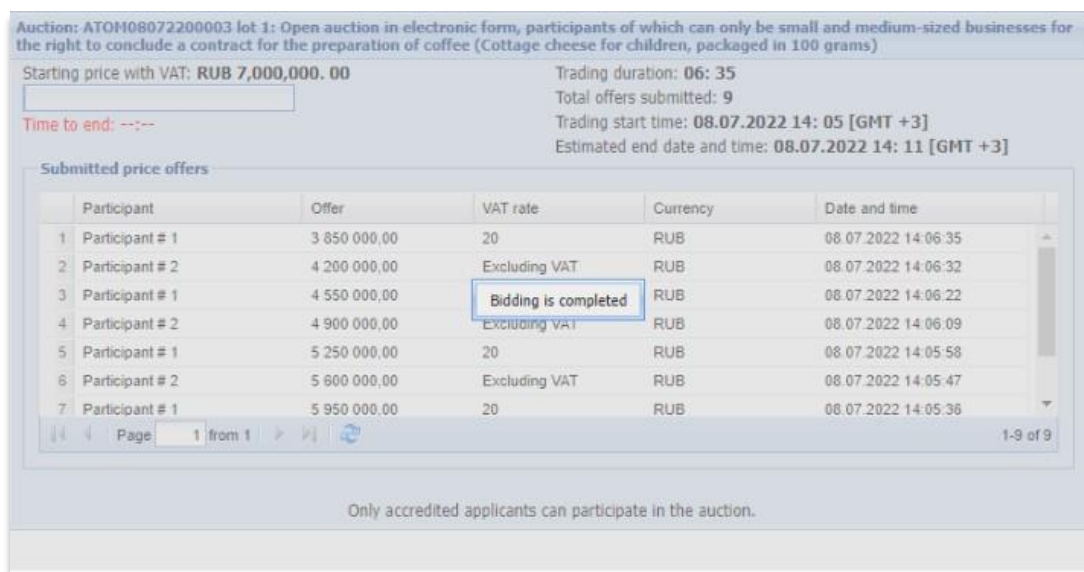 Auction: ATOM08072200003 lot 1: Open auction in electronic form, participants of which can only be small and medium-sized businesses for
the right to conclude a contract for the preparation of coffee (Cottage cheese for children, packaged in 100 grams)
Starting price with VAT: RUB 7,000,000. 00
Time to end: --:--
Trading duration: 06: 35
Total offers submitted: 9
Trading start time: 08.07.2022 14: 05 [GMT +3]
Estimated end date and time: 08.07.2022 14: 11 [GMT +3]
Submitted price offers
Participant Offer VAT rate Currency Date and time
1 Participant # 1 3 850 000,00 20 RUB 08.07.2022 14:06:35
2 Participant # 2 4 200 000,00 Excluding VAT RUB 08.07.2022 14:06:32
3 Participant # 1 4 550 000,00 RUB 08.07.2022 14:06:22
Bidding is completed
4 Participant # 2 4 900 000,00 Excluding VAT RUB 08.07.2022 14:06:09
5 Participant # 1 5 250 000,00 20 RUB 08.07.2022 14:05:58
6 Participant # 2 5 600 000,00 Excluding VAT RUB 08.07.2022 14:05:47
7 Participant # 1 5 950 000,00 20 RUB 08.07.2022 14:05:36
Page 1 from 1 1-9 of 9
Only accredited applicants can participate in the auction.